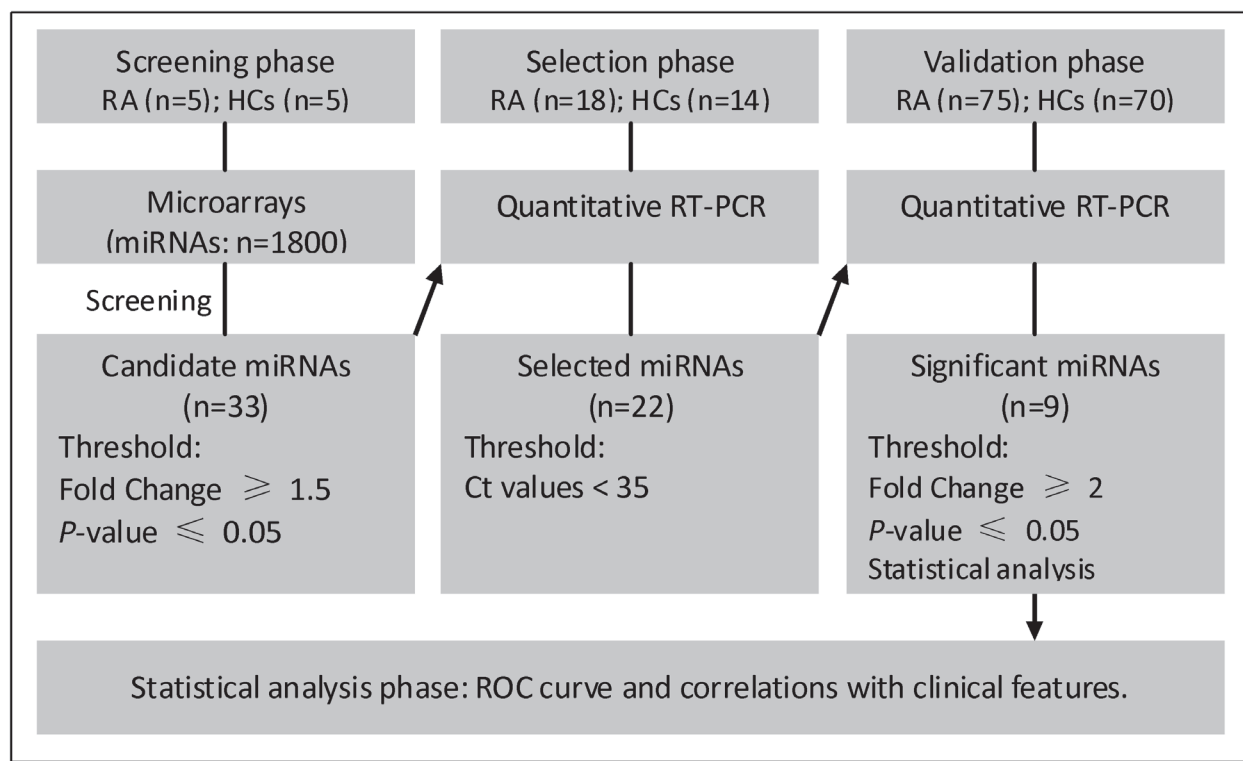 Screening phase
RA (n=5); HCs (n=5)
Microarrays
(miRNAs: n=1800)
Screening
Candidate miRNAs
(n=33)
Threshold:
Fold Change ≥ 1.5
P-value ≤ 0.05
Selection phase
RA (n=18); HCs (n=14)
Quantitative RT-PCR
Selected miRNAs
(n=22)
Threshold:
Ct values < 35
Validation phase
RA (n=75); HCs (n=70)
Quantitative RT-PCR
Significant miRNAs
(n=9)
Threshold:
Fold Change ≥ 2
P-value ≤ 0.05
Statistical analysis
Statistical analysis phase: ROC curve and correlations with clinical features.